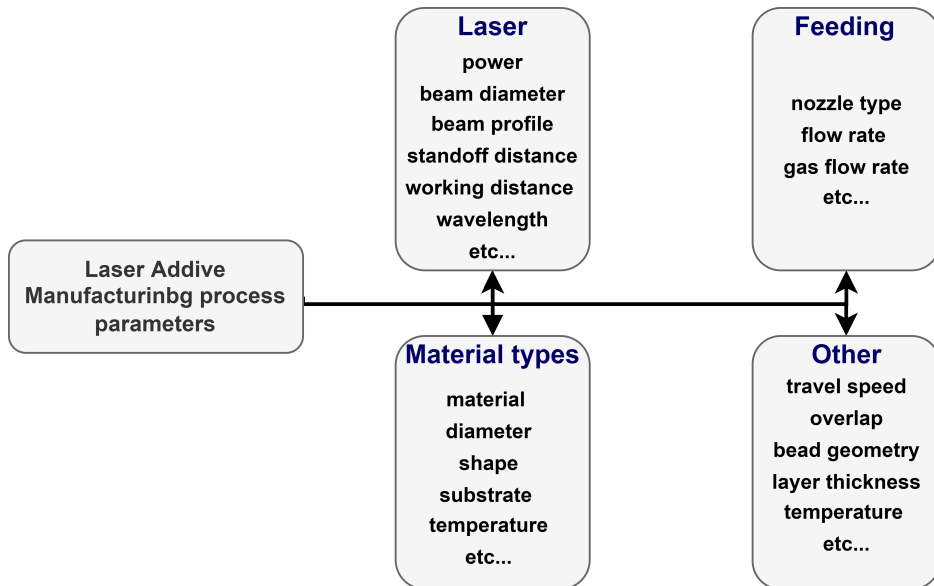 Laser Addive
Manufacturinbg process
parameters
Laser
power
beam diameter
beam profile
standoff distance
working distance
wavelength
etc...
Feeding
nozzle type
flow rate
gas flow rate
etc...
Material types
material
diameter
shape
substrate
temperature
etc...
Other
travel speed
overlap
bead geometry
layer thickness
temperature
etc...